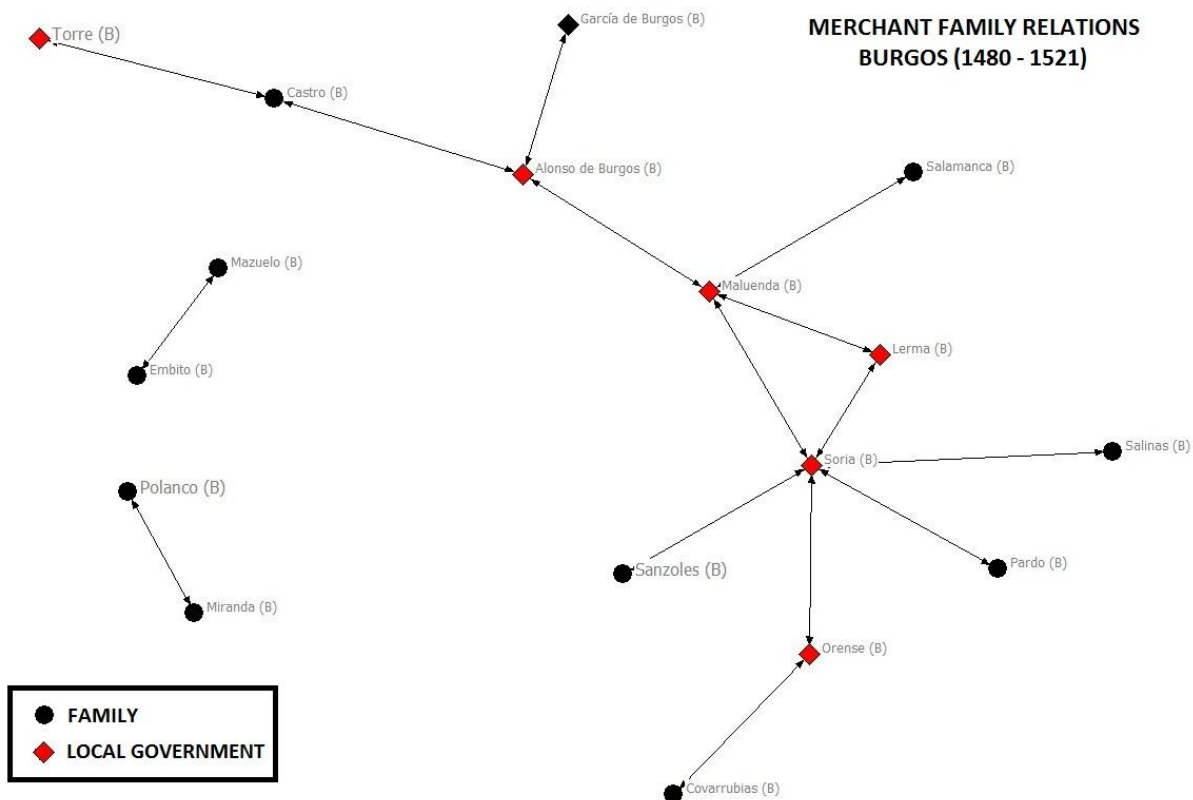 MERCHANT FAMILY RELATIONS
BURGOS (1480 - 1521)
Torre (B)
García de Burgos (B)
Castro (B)
Alonso de Burgos (B)
Salamanca (B)
Mazuelo (B)
Maluenda (B)
Lerma (B)
Embito (B)
Salinas (B)
Soria (B)
Polanco (B)
Sanzoles (B)
Pardo (B)
Miranda (B)
Orense (B)
Covarrubias (B)
FAMILY
LOCAL GOVERNMENT